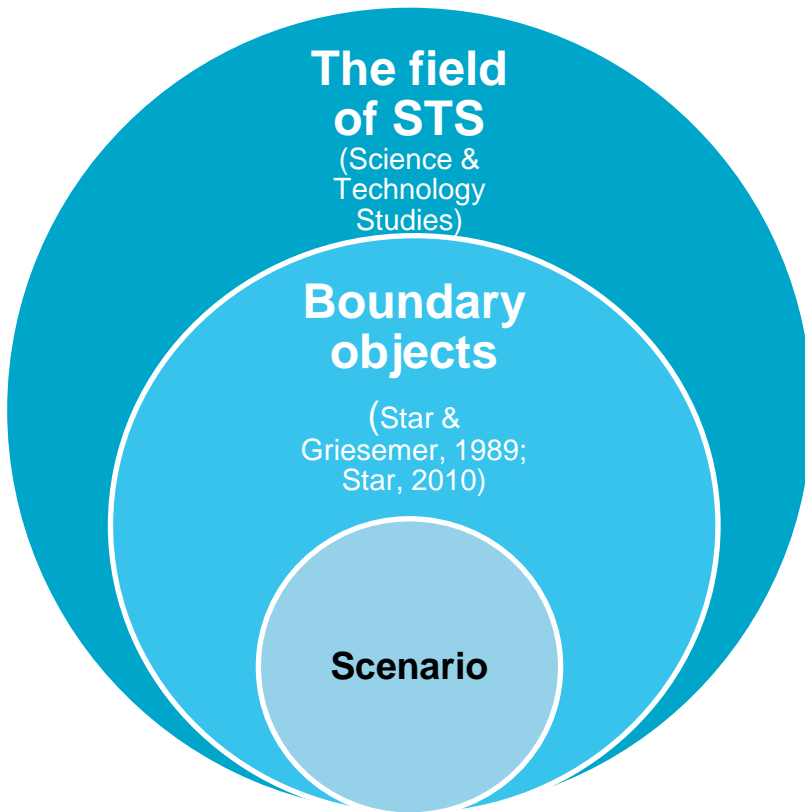 The field
of STS
(Science &
Technology
Studies)
Boundary
objects
(Star &
Griesemer, 1989;
Star, 2010)
Scenario